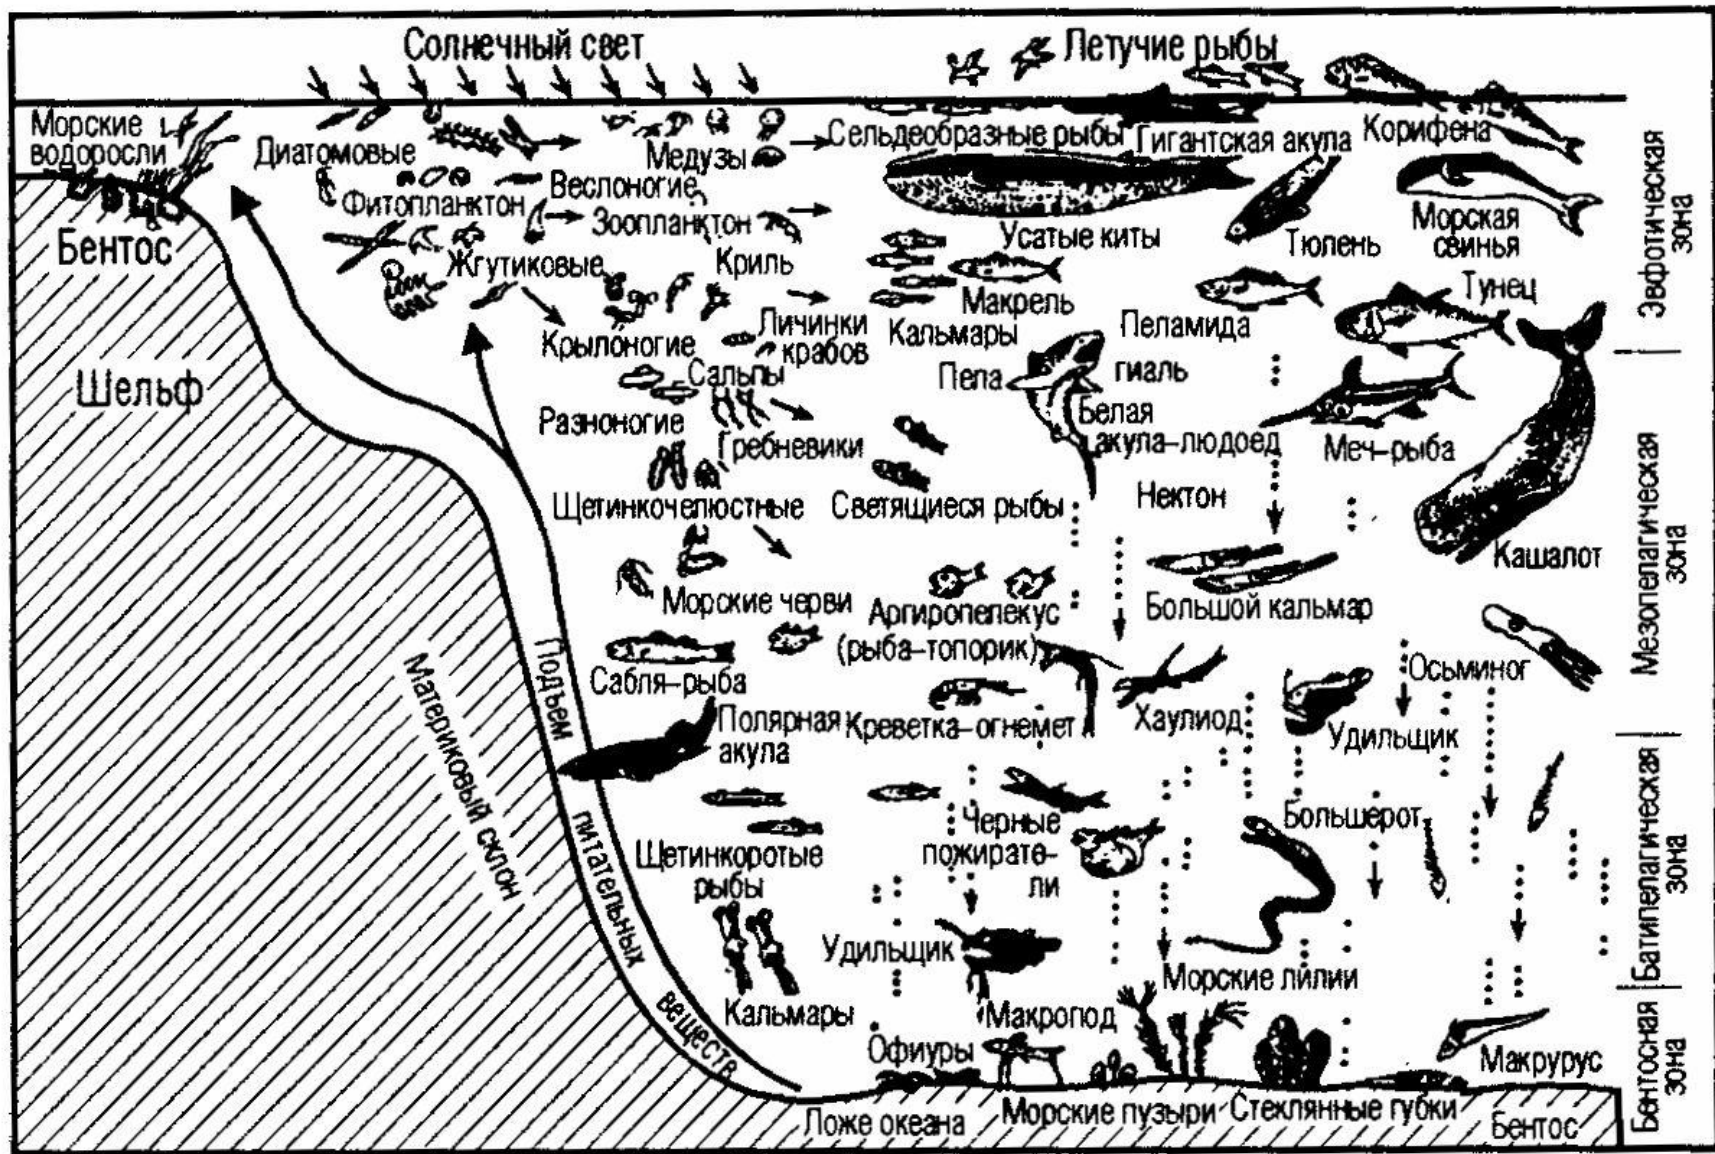 Солнечный свет
Летучие рыбы
Морские
водоросли
Диатомовые
Медузы
Сельдеобразные рыбы
Гигантская акула
Корифена
Веслоногие
Фитопланктон
Зоопланктон
Бентос
Усатые киты
Тюлень
Морская
свинья
Жгутиковые
Криль
Макрель
Тунец
Эвфотическая
зона
Крылоногие
Личинки
крабов
Кальмары
Пеламида
Шельф
Сальпы
Пела
гиаль
Белая
акула-людоед
Разноногие
Гребневики
Меч-рыба
Щетинкочелюстные
Светящиеся рыбы
Нектон
Кашалот
Мезопелагическая
зона
Морские черви
Аргиропелекус
(рыба-топорик)
Большой кальмар
Сабля-рыба
Осьминог
Материковый склон
Подъем
питательных
веществ
Полярная
акула
Креветка-огнемет
Хаулиод
Удильщик
Щетинкоротые
рыбы
Черные
пожирате-
ли
Большерот
Батипелагическая
зона
Удильщик
Морские лилии
Кальмары
Макропод
Офиуры
Макрурус
Бентосная
зона
Ложе океана
Морские пузыри
Стеклянные губки
Бентос